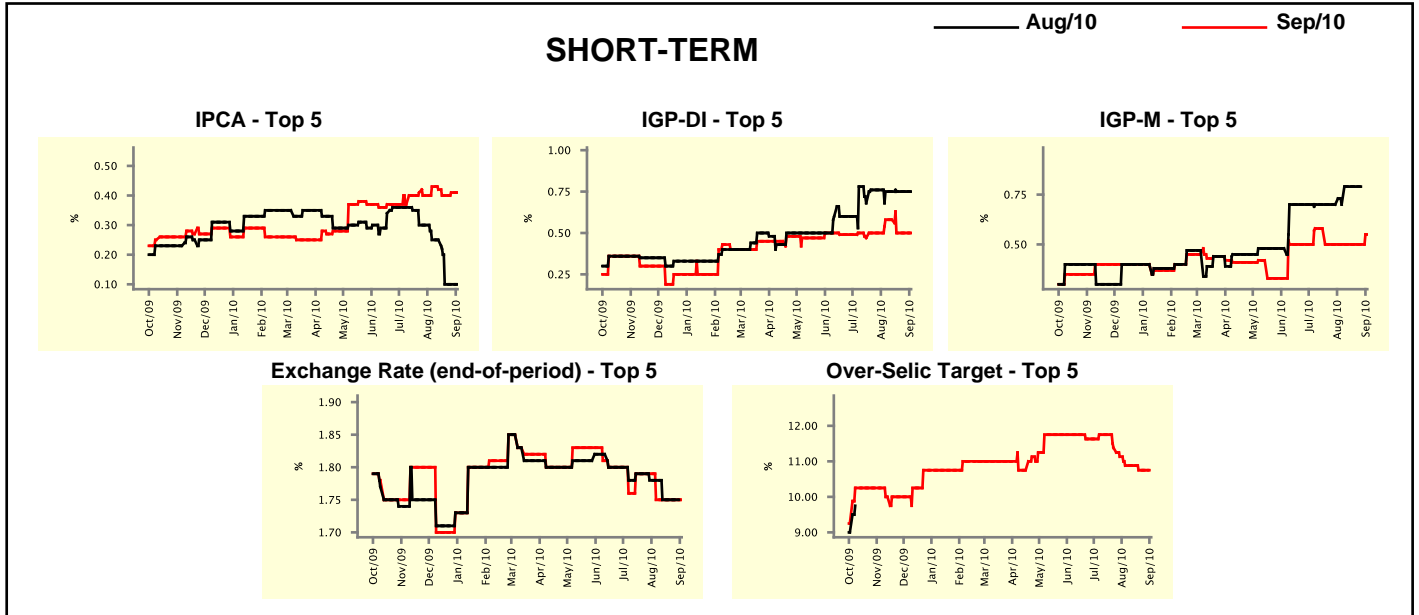 Aug/10 Sep/10
SHORT-TERM
IPCA - Top 5
0.50
0.40
0.30
0.20
0.10
%
Oct/09 Nov/09 Dec/09 Jan/10 Feb/10 Mar/10 Apr/10 May/10 Jun/10 Jul/10 Aug/10 Sep/10
IGP-DI - Top 5
1.00
0.75
0.50
0.25
%
Oct/09 Nov/09 Dec/09 Jan/10 Feb/10 Mar/10 Apr/10 May/10 Jun/10 Jul/10 Aug/10 Sep/10
IGP-M - Top 5
0.75
0.50
%
Oct/09 Nov/09 Dec/09 Jan/10 Feb/10 Mar/10 Apr/10 May/10 Jun/10 Jul/10 Aug/10 Sep/10
Exchange Rate (end-of-period) - Top 5
1.90
1.85
1.80
1.75
1.70
%
Oct/09 Nov/09 Dec/09 Jan/10 Feb/10 Mar/10 Apr/10 May/10 Jun/10 Jul/10 Aug/10 Sep/10
Over-Selic Target - Top 5
12.00
11.00
10.00
9.00
%
Oct/09 Nov/09 Dec/09 Jan/10 Feb/10 Mar/10 Apr/10 May/10 Jun/10 Jul/10 Aug/10 Sep/10